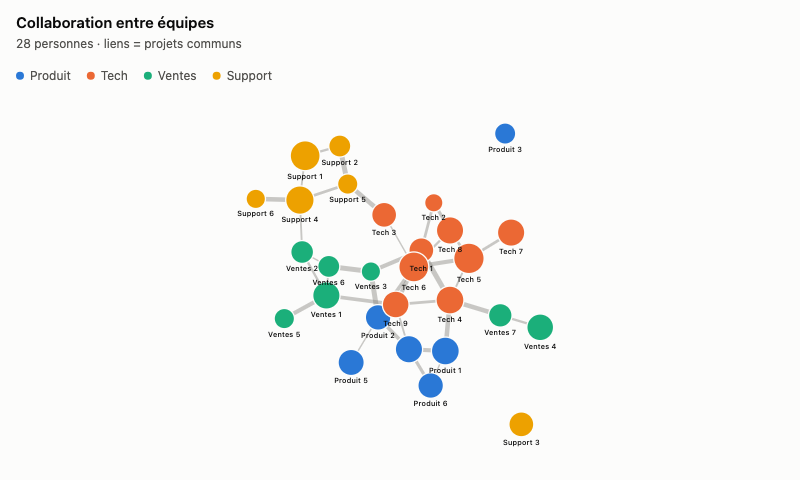 Collaboration entre équipes
28 personnes · liens = projets communs
Produit
Tech
Ventes
Support
Produit 3
Support 2
Support 1
Support 5
Support 6
Support 4
Tech 2
Tech 3
Tech 8
Tech 7
Ventes 2
Tech 1
Tech 5
Ventes 6
Ventes 3
Tech 6
Ventes 1
Tech 9
Tech 4
Ventes 7
Ventes 5
Produit 2
Ventes 4
Produit 1
Produit 5
Produit 6
Support 3